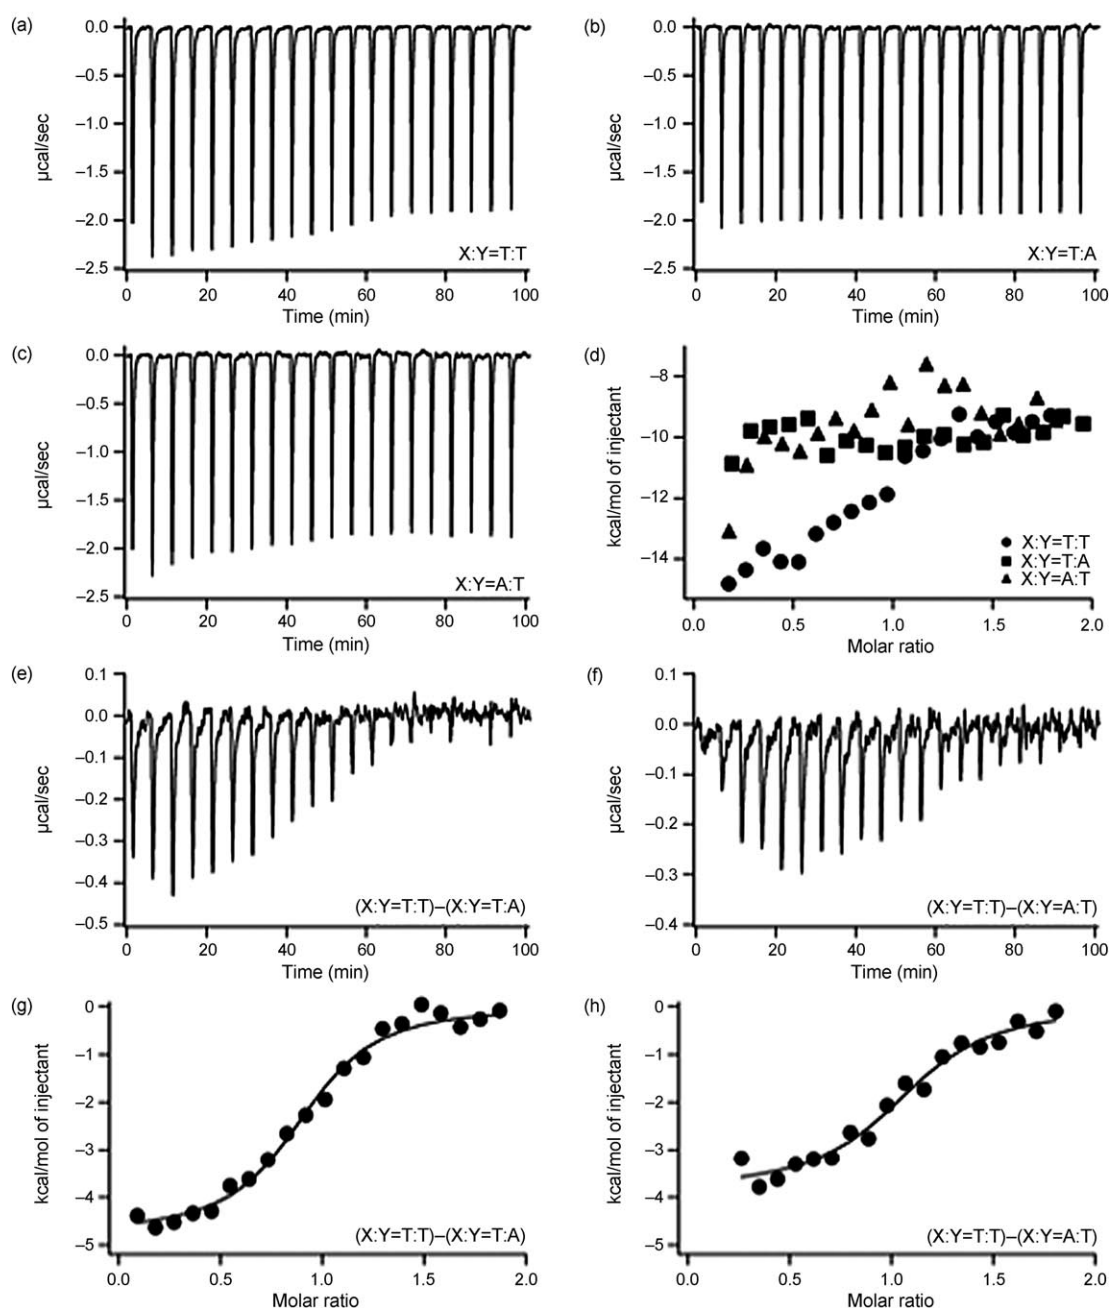 (a)
0.0
–0.5
–1.0
–1.5
–2.0
–2.5
µcal/sec
X:Y=T:T
0 20 40 60 80 100
Time (min)
(b)
0.0
–0.5
–1.0
–1.5
–2.0
–2.5
µcal/sec
X:Y=T:A
0 20 40 60 80 100
Time (min)
(c)
0.0
–0.5
–1.0
–1.5
–2.0
–2.5
µcal/sec
X:Y=A:T
0 20 40 60 80 100
Time (min)
(d)
–8
–10
–12
–14
kcal/mol of injectant
X:Y=T:T
X:Y=T:A
X:Y=A:T
0.0 0.5 1.0 1.5 2.0
Molar ratio
(e)
0.1
0.0
–0.1
–0.2
–0.3
–0.4
–0.5
µcal/sec
(X:Y=T:T)–(X:Y=T:A)
0 20 40 60 80 100
Time (min)
(f)
0.1
0.0
–0.1
–0.2
–0.3
–0.4
µcal/sec
(X:Y=T:T)–(X:Y=A:T)
0 20 40 60 80 100
Time (min)
(g)
0
–1
–2
–3
–4
–5
kcal/mol of injectant
(X:Y=T:T)–(X:Y=T:A)
0.0 0.5 1.0 1.5 2.0
Molar ratio
(h)
0
–1
–2
–3
–4
–5
kcal/mol of injectant
(X:Y=T:T)–(X:Y=A:T)
0.0 0.5 1.0 1.5 2.0
Molar ratio